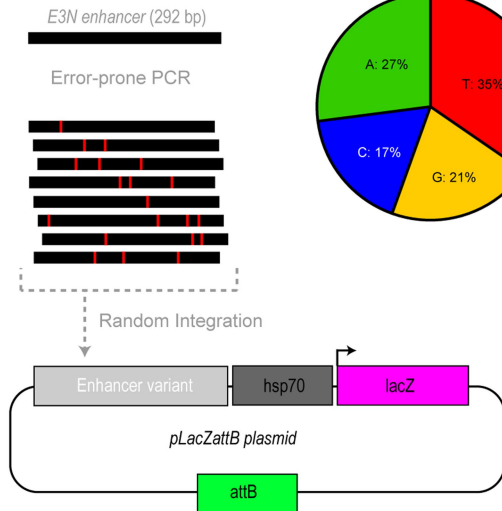 E3N enhancer (292 bp)
Error-prone PCR
A: 27%
T: 35%
C: 17%
G: 21%
Random Integration
Enhancer variant
hsp70
lacZ
pLacZattB plasmid
attB